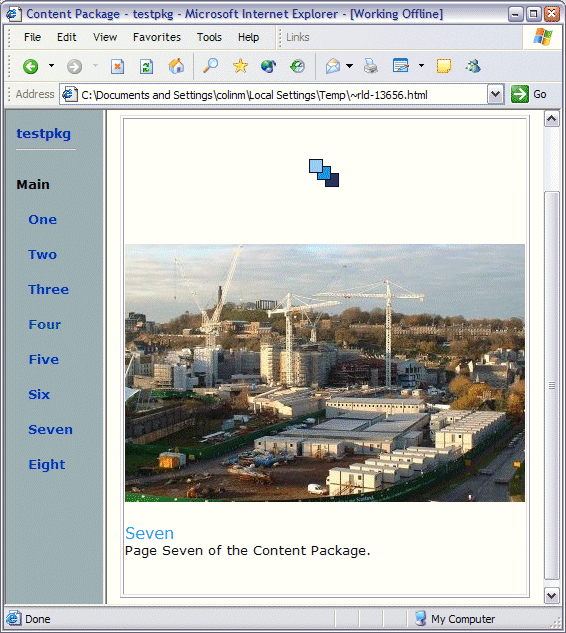 Content Package - testpkg - Microsoft Internet Explorer - [Working Offline]
File Edit View Favorites Tools Help Links
Address C:\Documents and Settings\colinm\Local Settings\Temp\~rld-13656.html Go
testpkg
Main
One
Two
Three
Four
Five
Six
Seven
Eight
Seven
Page Seven of the Content Package.
Done My Computer